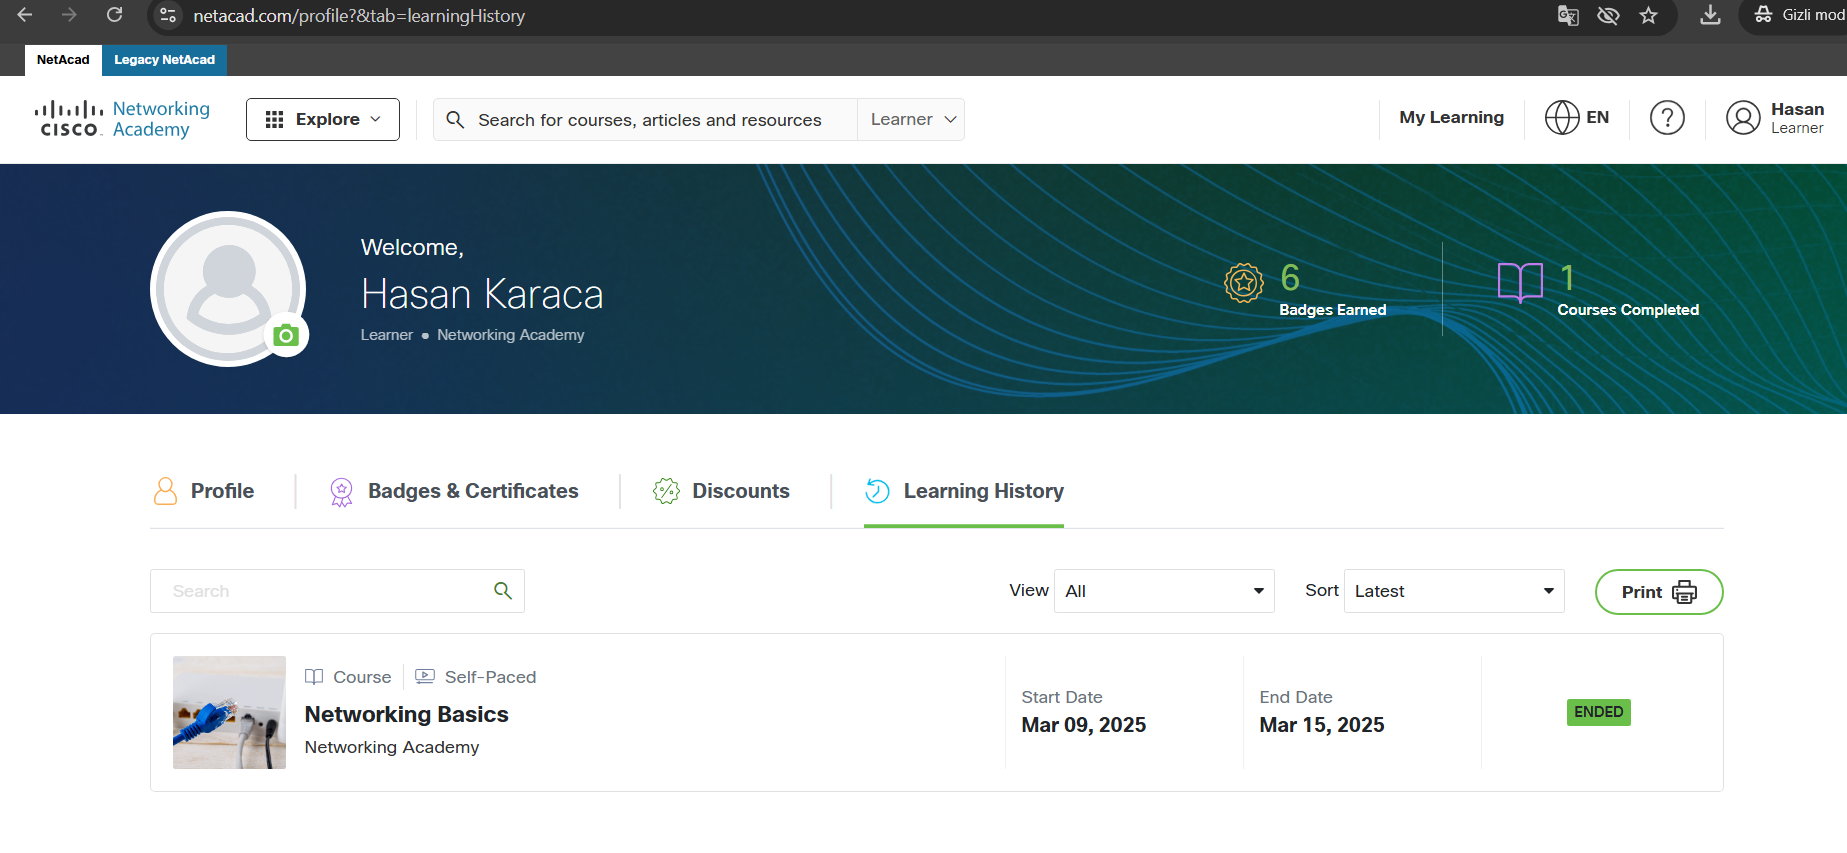 netacad.com/profile?&tab=learningHistory
Gizli mod
NetAcad
Legacy NetAcad
CISCO
Networking
Academy
Explore
Search for courses, articles and resources
Learner
My Learning
EN
?
Hasan
Learner
Welcome,
Hasan Karaca
Learner • Networking Academy
6
Badges Earned
1
Courses Completed
Profile
Badges & Certificates
Discounts
Learning History
Search
View
All
Sort
Latest
Print
Course
Self-Paced
Networking Basics
Networking Academy
Start Date
Mar 09, 2025
End Date
Mar 15, 2025
ENDED